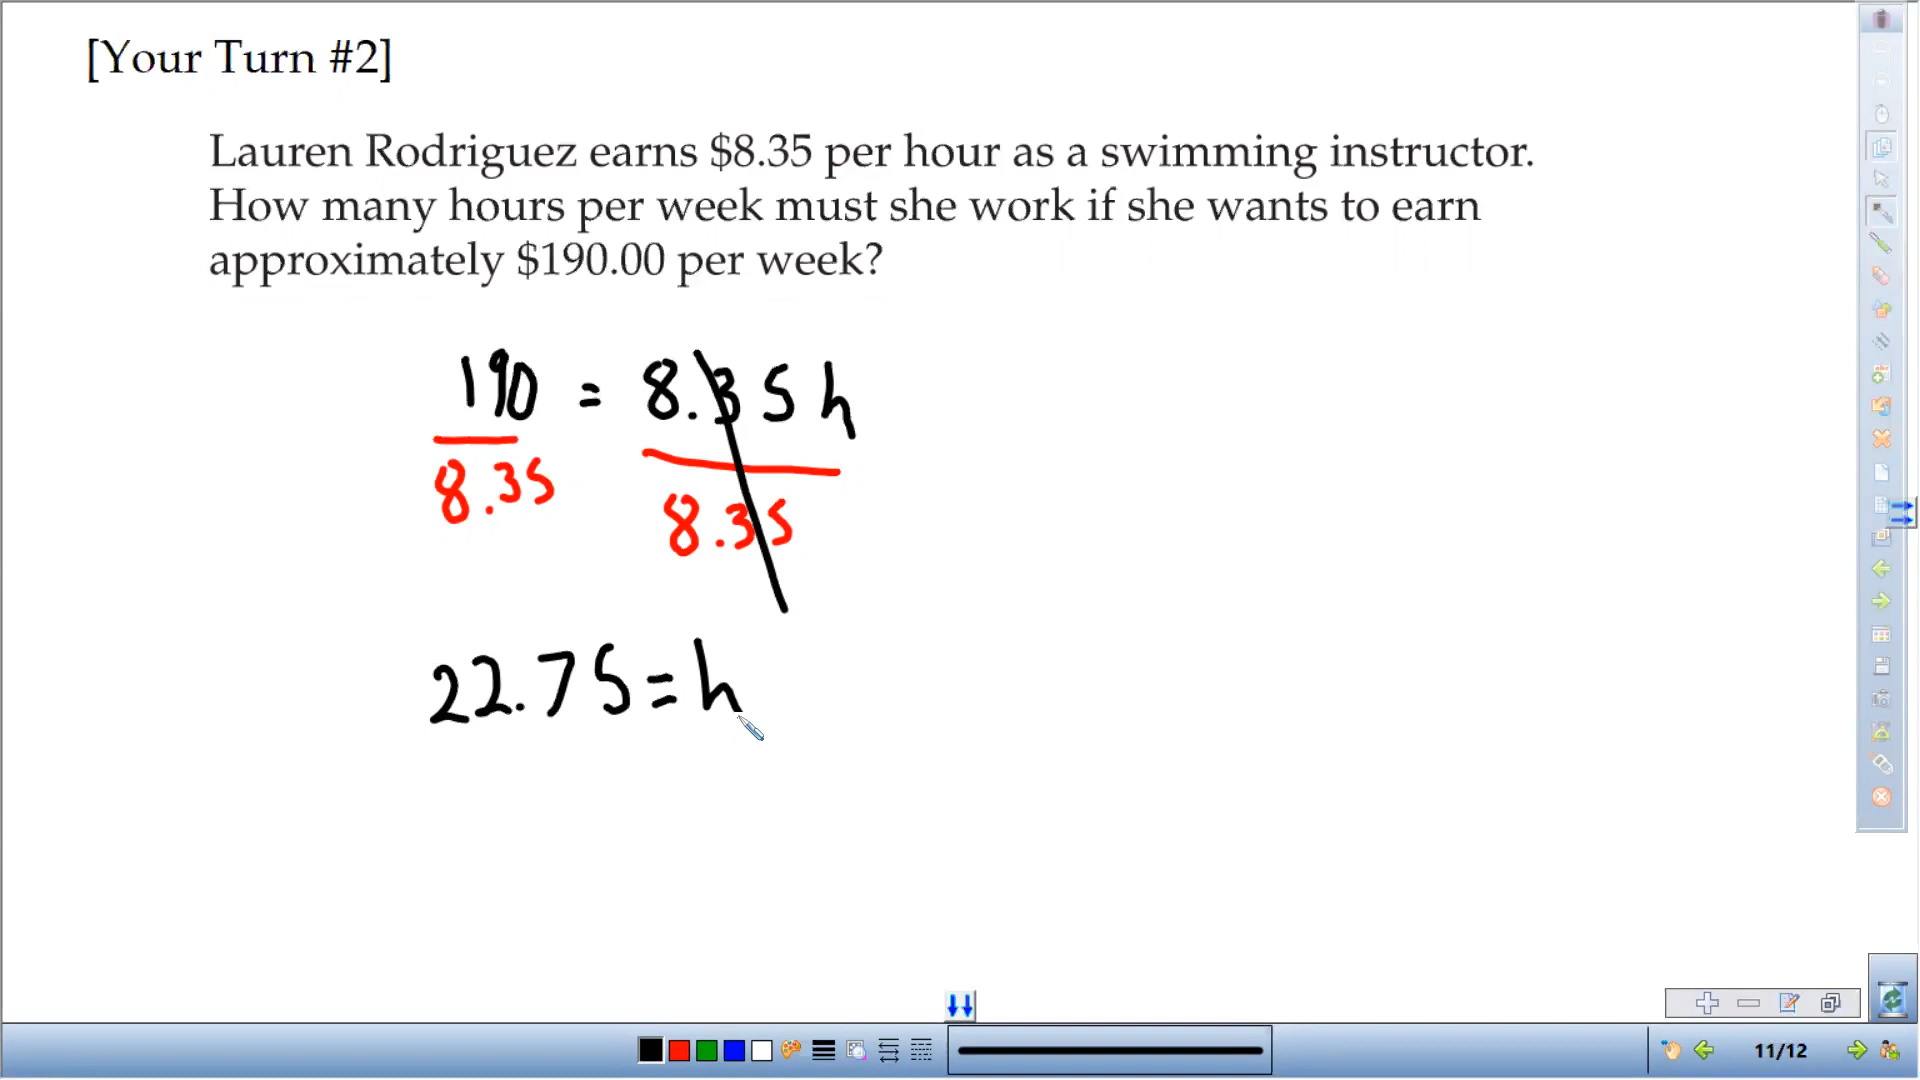 [Your Turn #2]
Lauren Rodriguez earns $8.35 per hour as a swimming instructor.
How many hours per week must she work if she wants to earn
approximately $190.00 per week?
190 = 8.35 h
8.35 8.35
22.75 = h
11/12